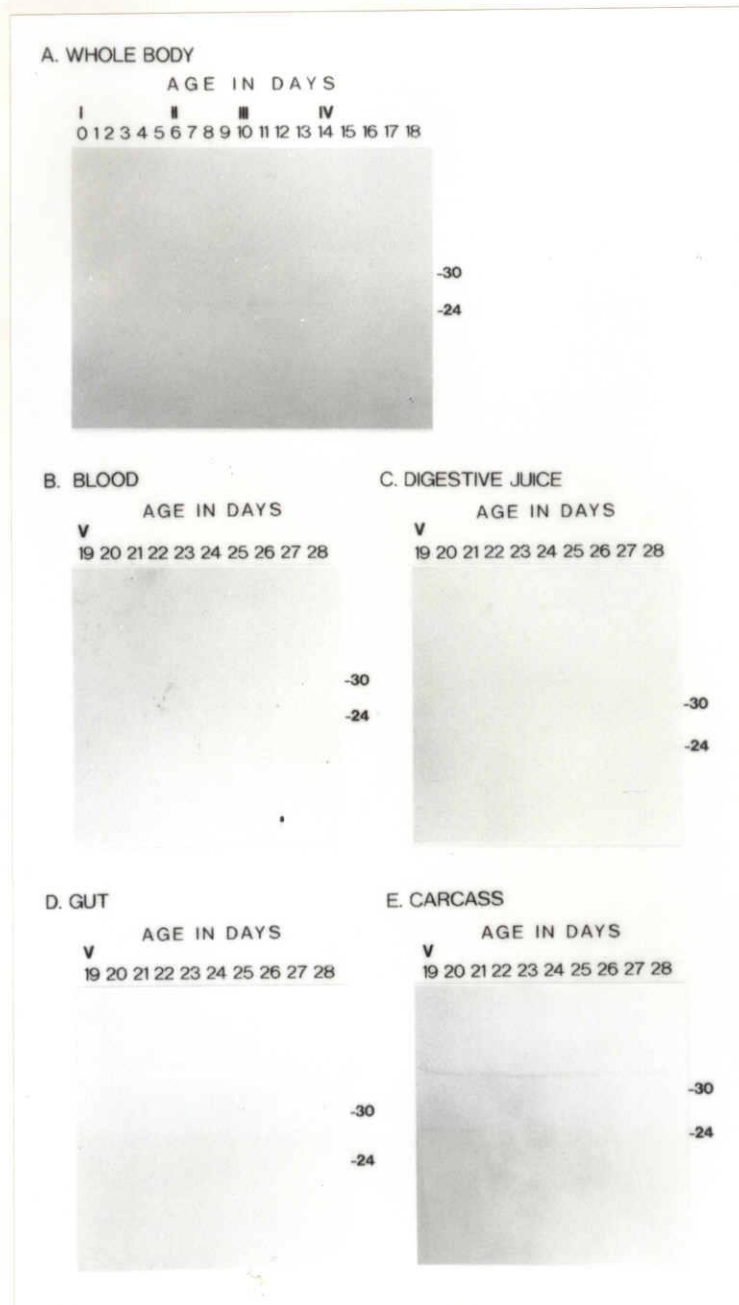 A. WHOLE BODY
AGE IN DAYS
I II III IV
0 1 2 3 4 5 6 7 8 9 10 11 12 13 14 15 16 17 18
-30
-24
B. BLOOD
AGE IN DAYS
V
19 20 21 22 23 24 25 26 27 28
-30
-24
C. DIGESTIVE JUICE
AGE IN DAYS
V
19 20 21 22 23 24 25 26 27 28
-30
-24
D. GUT
AGE IN DAYS
V
19 20 21 22 23 24 25 26 27 28
-30
-24
E. CARCASS
AGE IN DAYS
V
19 20 21 22 23 24 25 26 27 28
-30
-24